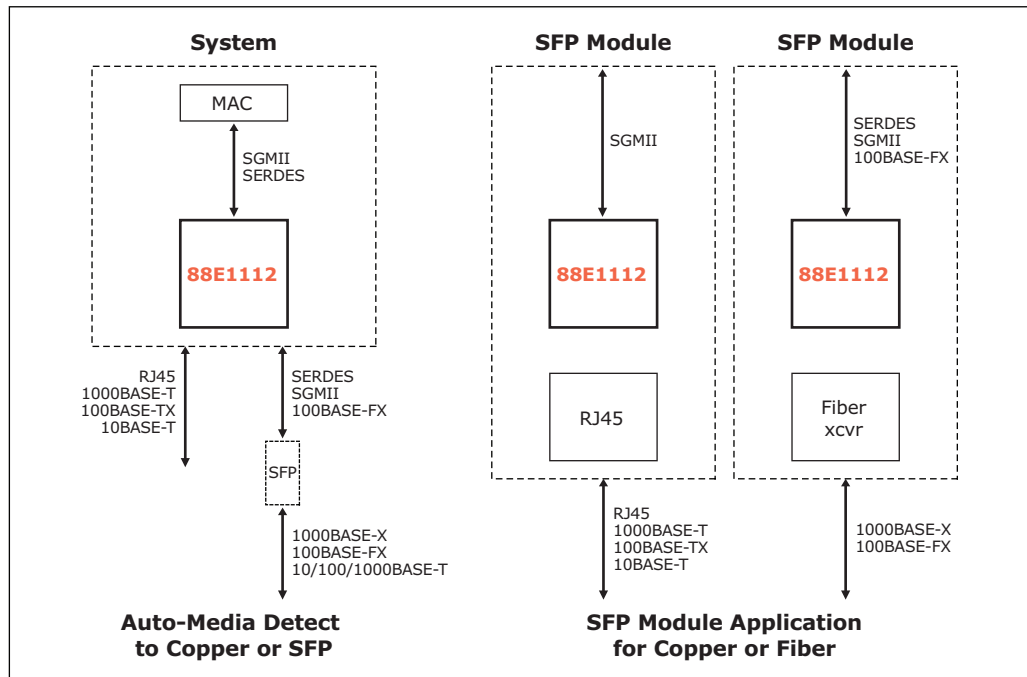 System
MAC
SGMII
SERDES
88E1112
RJ45
1000BASE-T
100BASE-TX
10BASE-T
SERDES
SGMII
100BASE-FX
SFP
1000BASE-X
100BASE-FX
10/100/1000BASE-T
Auto-Media Detect
to Copper or SFP
SFP Module
SGMII
88E1112
RJ45
RJ45
1000BASE-T
100BASE-TX
10BASE-T
SFP Module
SERDES
SGMII
100BASE-FX
88E1112
Fiber
xcvr
1000BASE-X
100BASE-FX
SFP Module Application
for Copper or Fiber